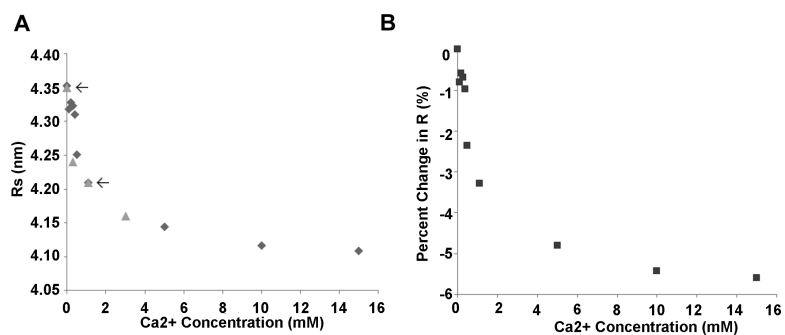 A
4.40
4.35
4.30
4.25
4.20
4.15
4.10
4.05
Rs (nm)
0 2 4 6 8 10 12 14 16
Ca2+ Concentration (mM)
B
0
-1
-2
-3
-4
-5
-6
Percent Change in R (%)
0 2 4 6 8 10 12 14 16
Ca2+ Concentration (mM)